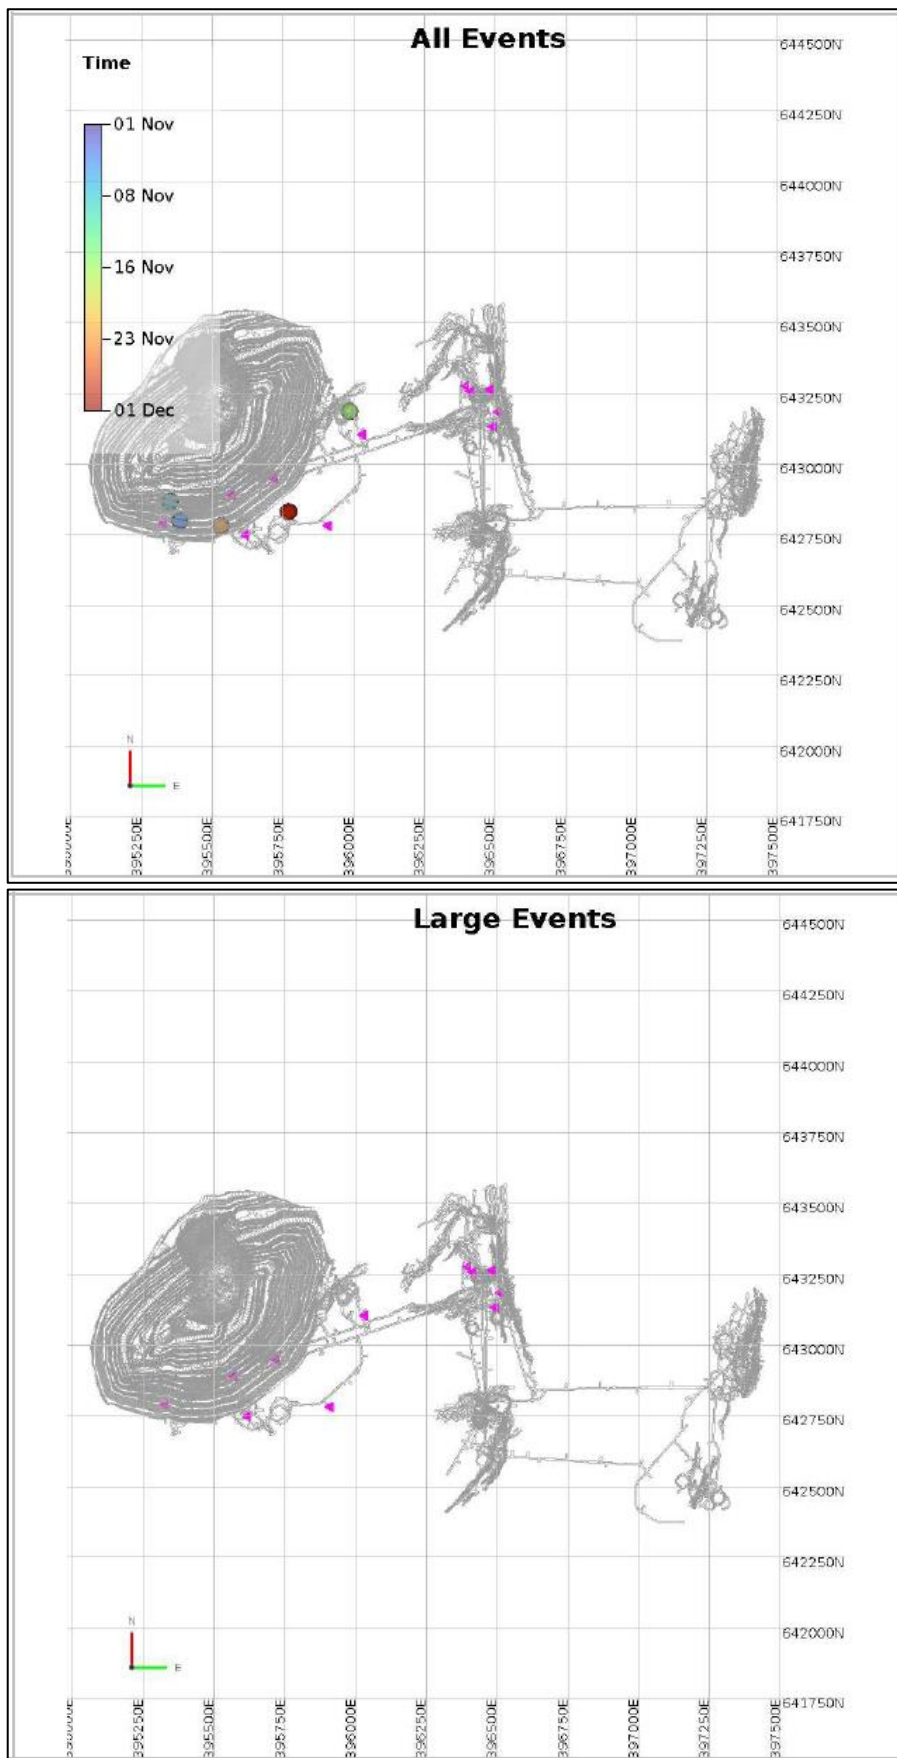 All Events
Time
01 Nov
08 Nov
16 Nov
23 Nov
01 Dec
644500N
644250N
644000N
643750N
643500N
643250N
643000N
642750N
642500N
642250N
642000N
641750N
N
E
395250E
395500E
395750E
396000E
396250E
396500E
396750E
397000E
397250E
397500E
Large Events
644500N
644250N
644000N
643750N
643500N
643250N
643000N
642750N
642500N
642250N
642000N
641750N
N
E
395250E
395500E
395750E
396000E
396250E
396500E
396750E
397000E
397250E
397500E